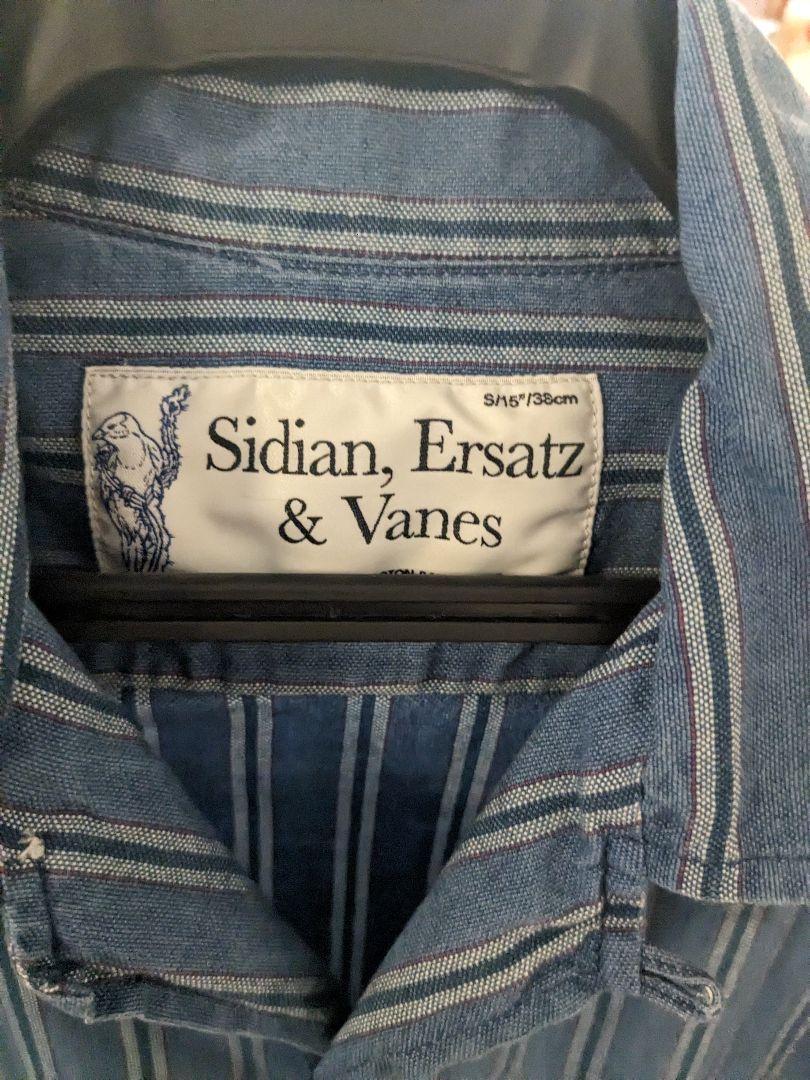 S/15"/38cm
Sidian, Ersatz
& Vanes